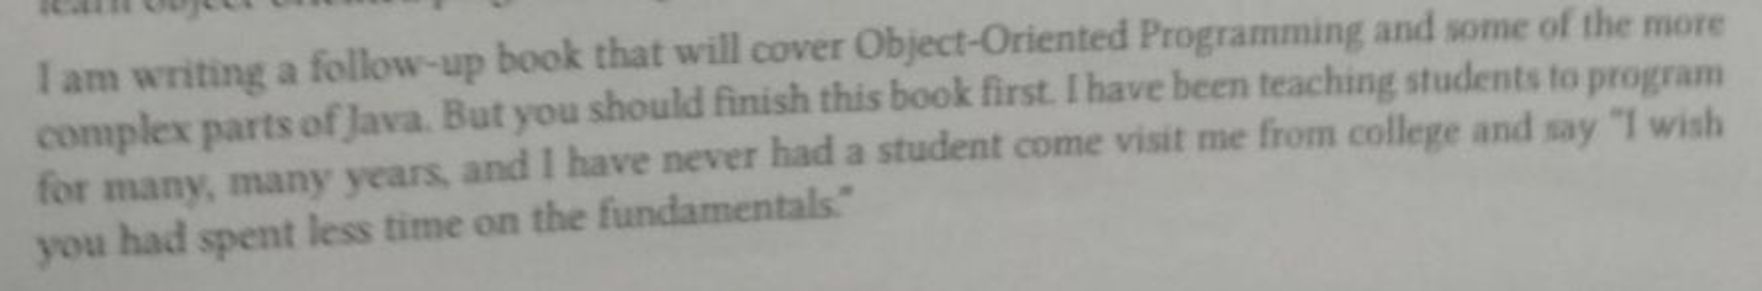 learn object-oriented
I am writing a follow-up book that will cover Object-Oriented Programming and some of the more
complex parts of Java. But you should finish this book first. I have been teaching students to program
for many, many years, and I have never had a student come visit me from college and say "I wish
you had spent less time on the fundamentals."